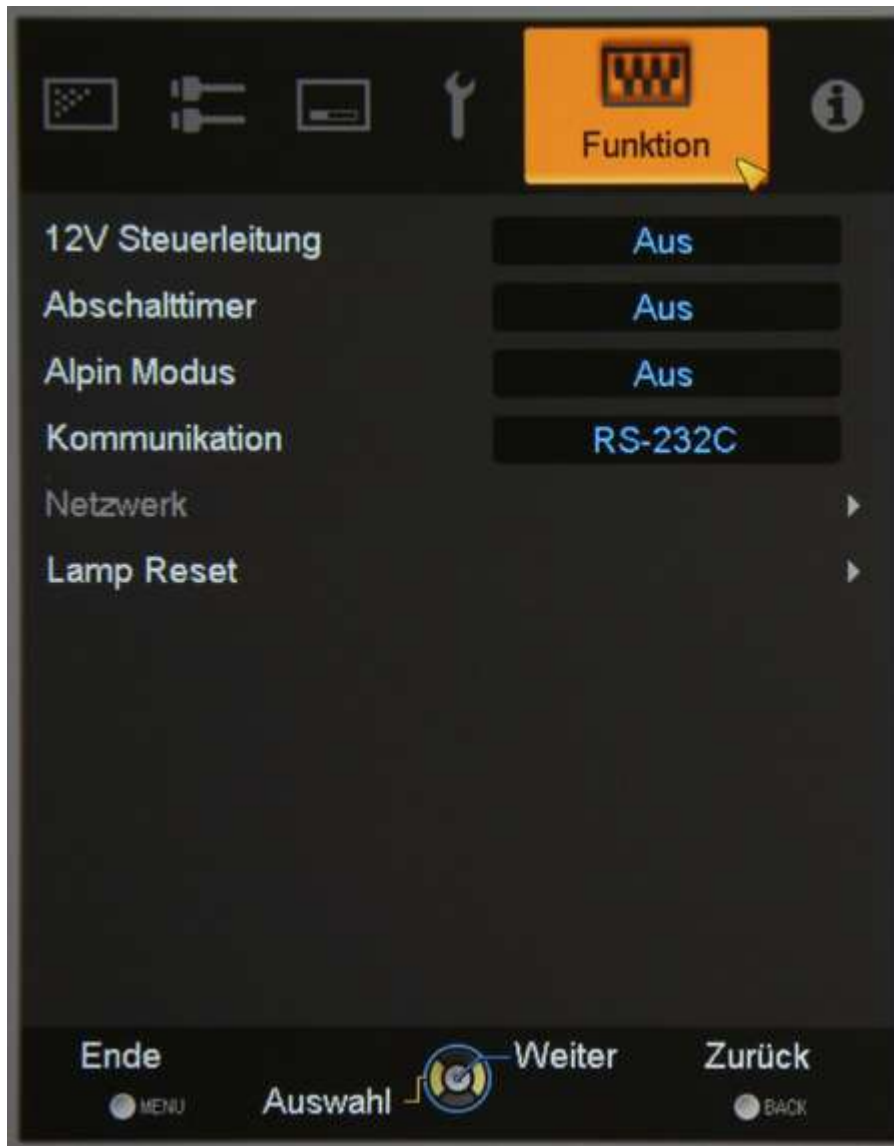 Funktion
12V Steuerleitung Aus
Abschalttimer Aus
Alpin Modus Aus
Kommunikation RS-232C
Netzwerk
Lamp Reset
Ende Weiter Zurück
MENU Auswahl BACK